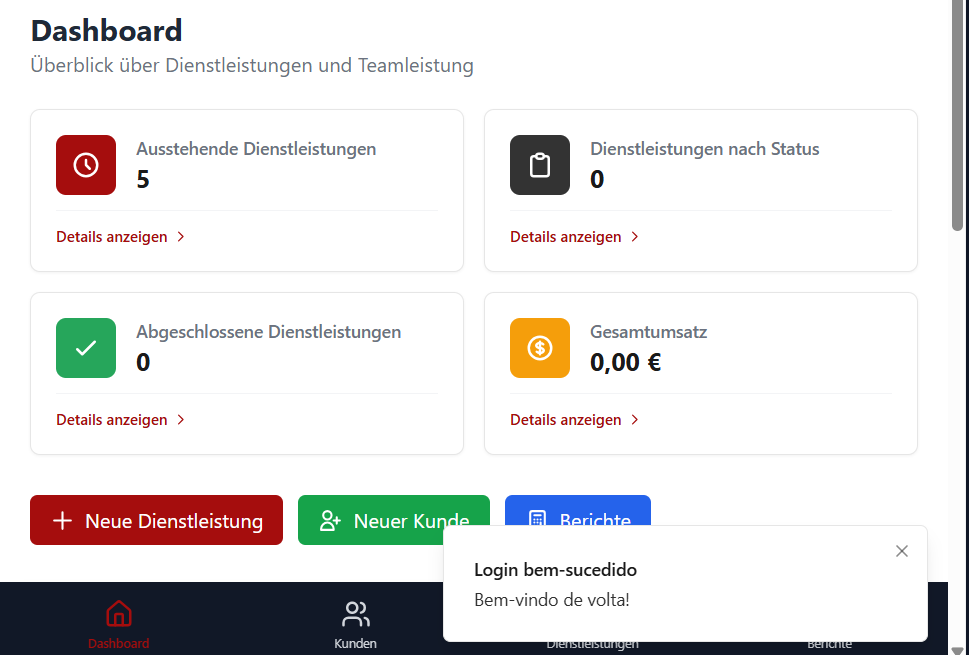 Dashboard
Überblick über Dienstleistungen und Teamleistung
Ausstehende Dienstleistungen
5
Details anzeigen
Dienstleistungen nach Status
0
Details anzeigen
Abgeschlossene Dienstleistungen
0
Details anzeigen
Gesamtumsatz
0,00 €
Details anzeigen
Neue Dienstleistung
Neuer Kunde
Berichte
Login bem-sucedido
Bem-vindo de volta!
Dashboard
Kunden
Dienstleistungen
Berichte